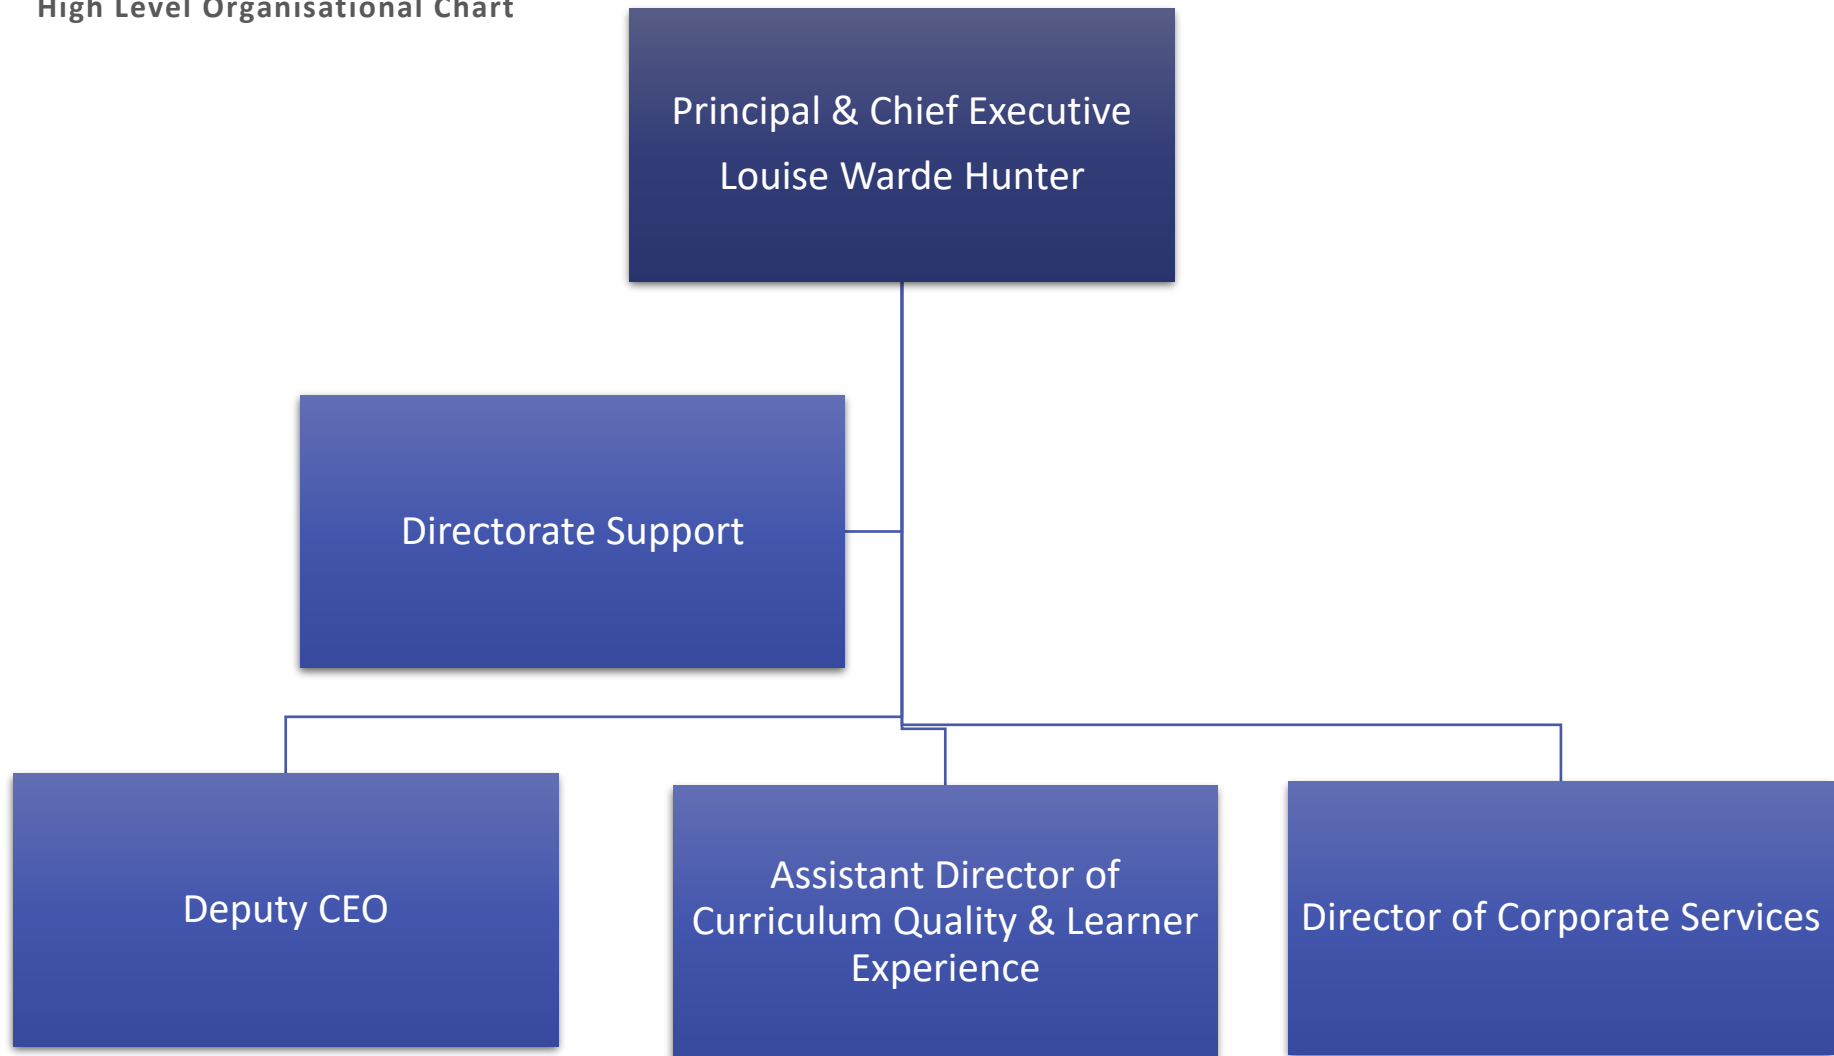 High Level Organisational Chart
Principal & Chief Executive
Louise Warde Hunter
Directorate Support
Deputy CEO
Assistant Director of
Curriculum Quality & Learner
Experience
Director of Corporate Services